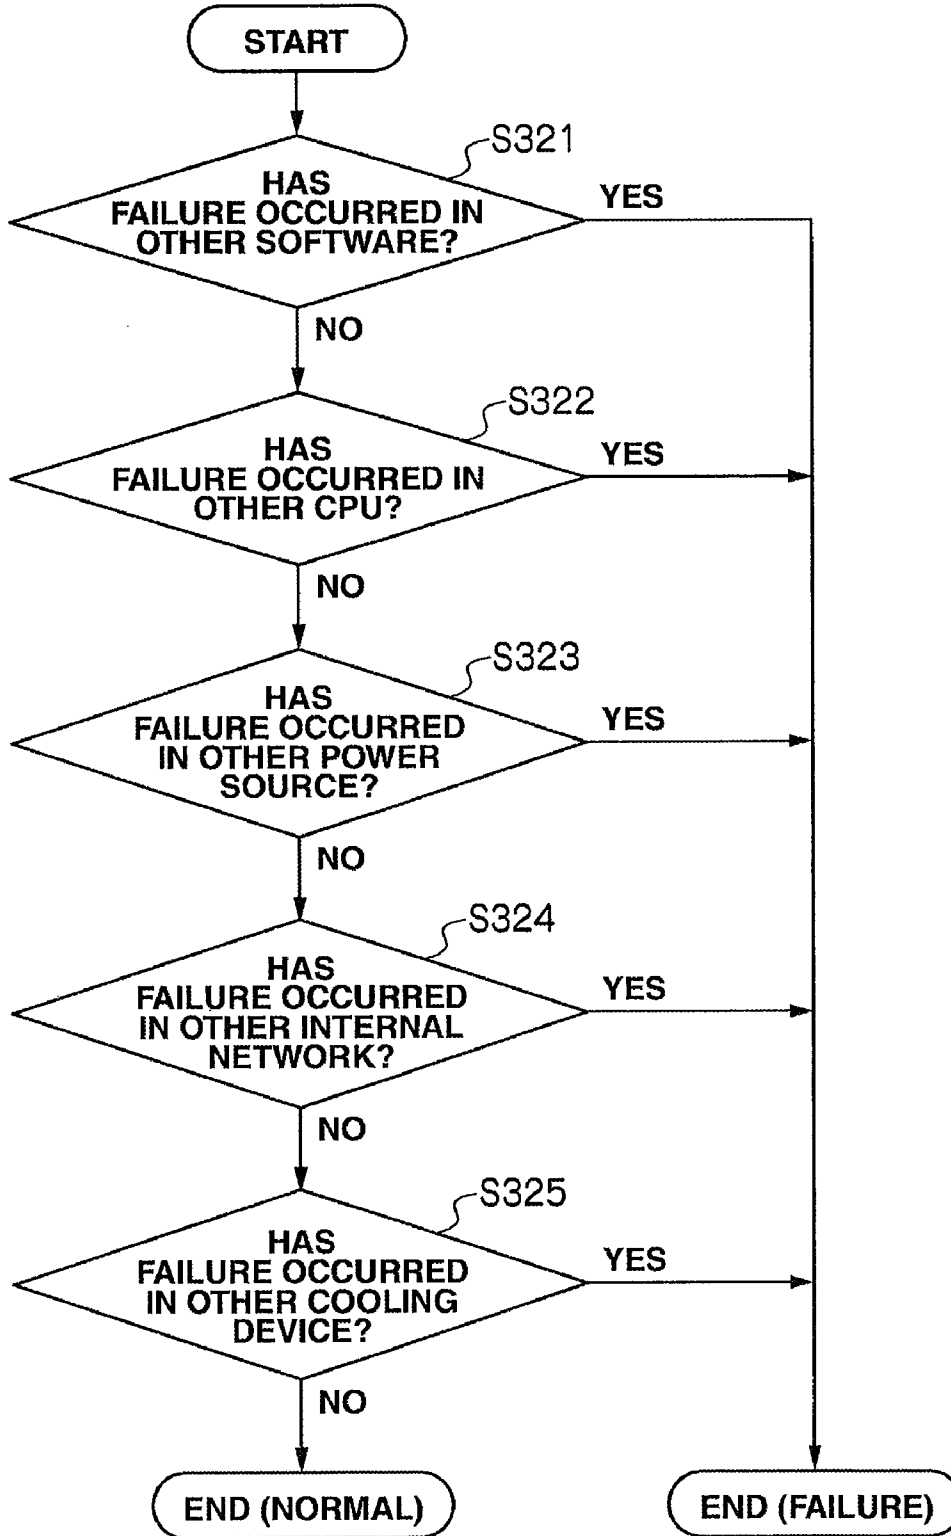 START
S321
HAS
FAILURE OCCURRED IN
OTHER SOFTWARE?
YES
NO
S322
HAS
FAILURE OCCURRED IN
OTHER CPU?
YES
NO
S323
HAS
FAILURE OCCURRED
IN OTHER POWER
SOURCE?
YES
NO
S324
HAS
FAILURE OCCURRED
IN OTHER INTERNAL
NETWORK?
YES
NO
S325
HAS
FAILURE OCCURRED
IN OTHER COOLING
DEVICE?
YES
NO
END (NORMAL)
END (FAILURE)